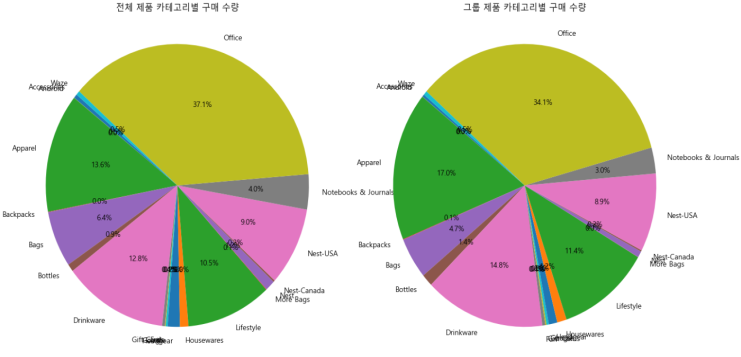 전체 제품 카테고리별 구매 수량
Office
37.1%
Waze
Android
Apparel
13.6%
0.0%
Backpacks
6.4%
Bags
0.9%
Bottles
12.8%
Drinkware
Housewares
10.5%
Lifestyle
More Bags
Nest-Canada
9.0%
Nest-USA
4.0%
Notebooks & Journals
그룹 제품 카테고리별 구매 수량
Office
34.1%
Waze
Android
Apparel
17.0%
0.1%
Backpacks
4.7%
Bags
1.4%
Bottles
14.8%
Drinkware
Housewares
11.4%
Lifestyle
More Bags
Nest-Canada
8.9%
Nest-USA
3.0%
Notebooks & Journals